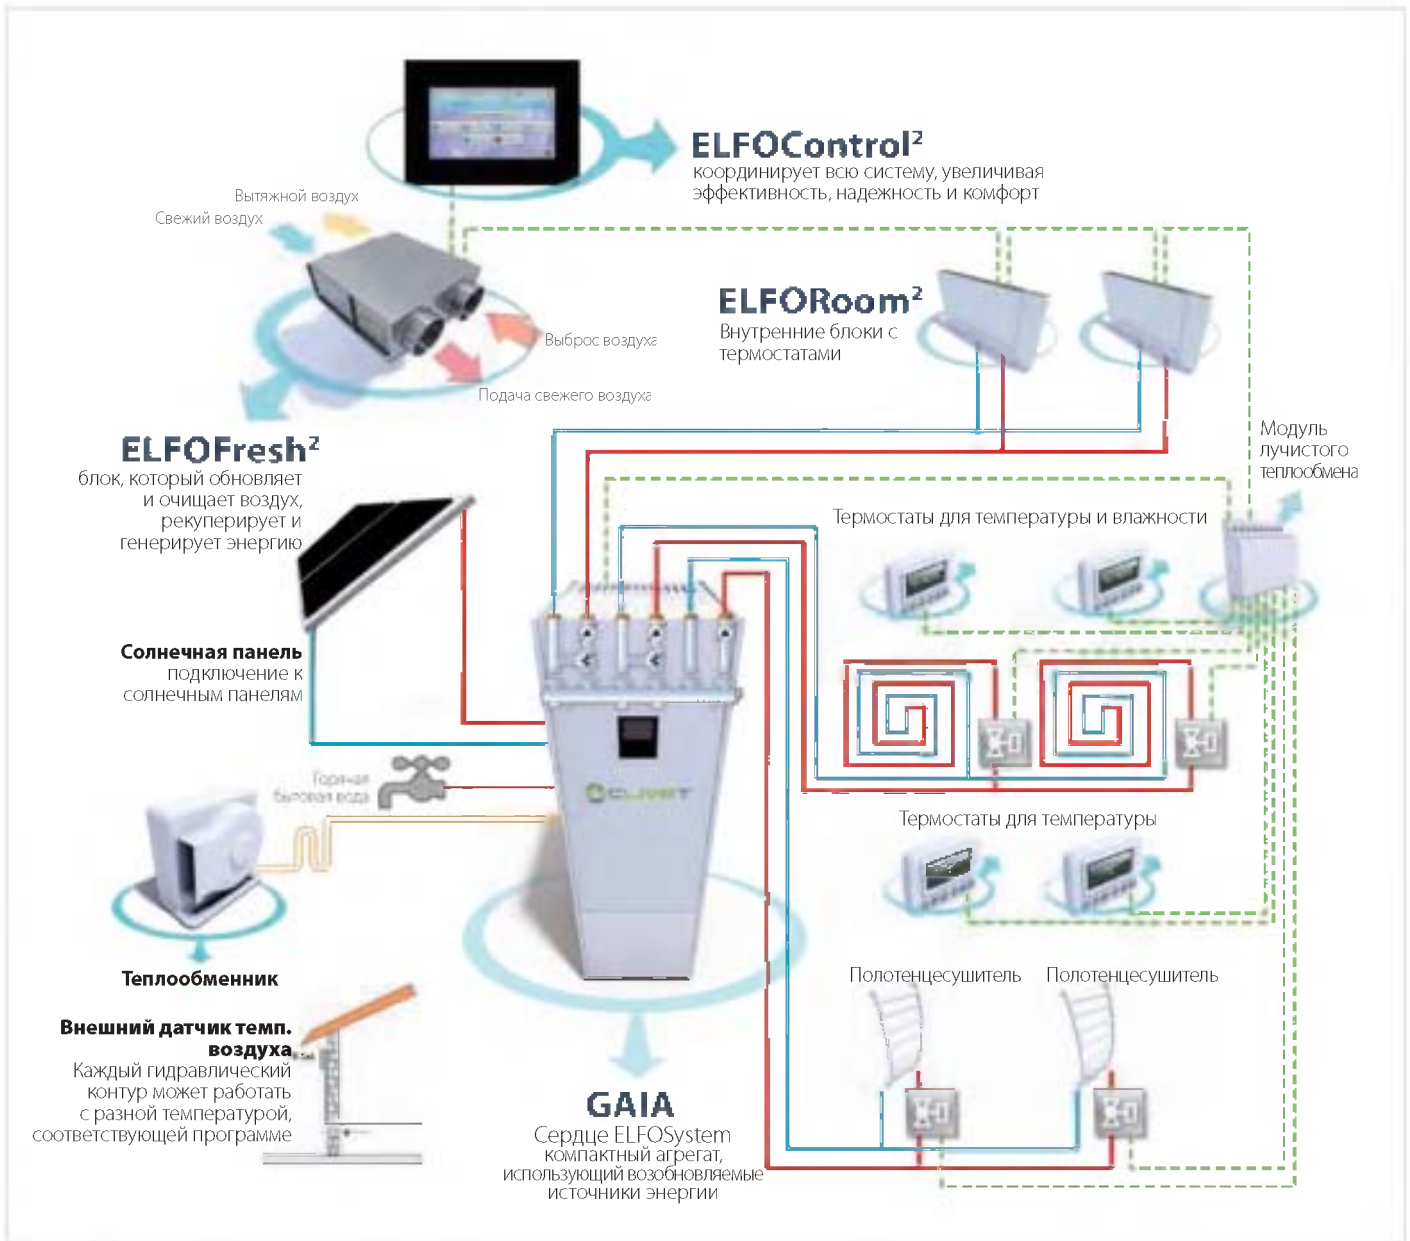 ELFOControl²
координирует всю систему, увеличивая
эффективность, надежность и комфорт
Вытяжной воздух
Свежий воздух
Выброс воздуха
Подача свежего воздуха
ELFORoom²
Внутренние блоки с
термостатами
ELFOFresh²
блок, который обновляет
и очищает воздух,
рекуперирует и
генерирует энергию
Модуль
лучистого
теплообмена
Термостаты для температуры и влажности
Солнечная панель
подключение к
солнечным панелям
Горячая
бытовая вода
CLIVET
Термостаты для температуры
Теплообменник
Полотенцесушитель
Полотенцесушитель
Внешний датчик темп.
воздуха
Каждый гидравлический
контур может работать
с разной температурой,
соответствующей программе
GAIA
Сердце ELFOSystem
компактный агрегат,
использующий возобновляемые
источники энергии